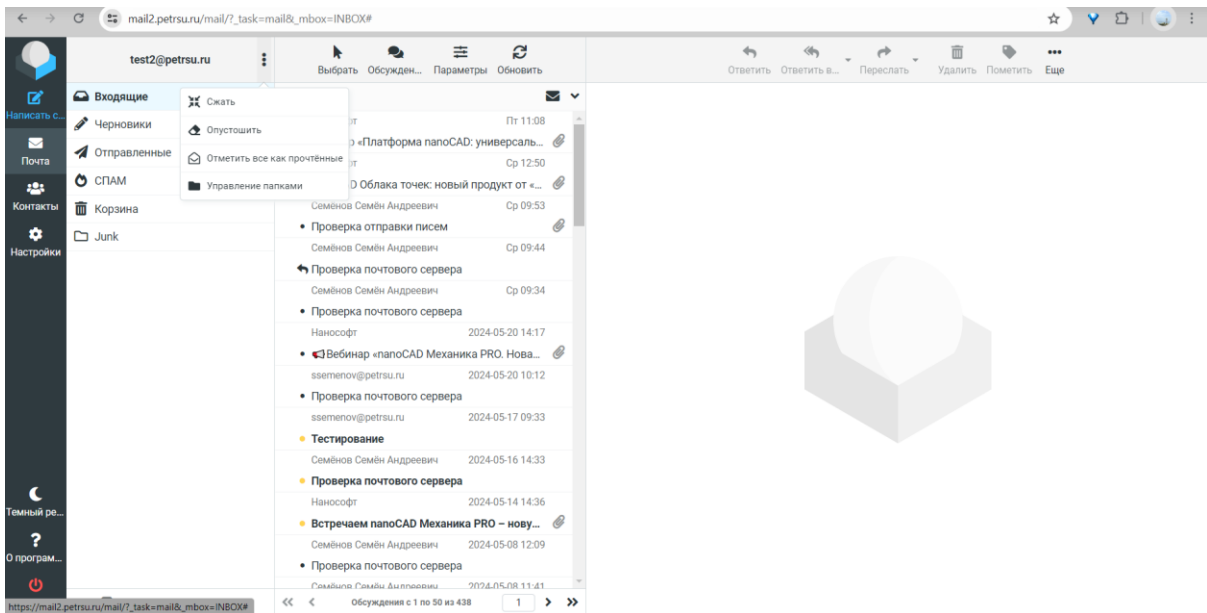 mail2.petrsu.ru/mail/?_task=mail&_mbox=INBOX#
test2@petrsu.ru
Выбрать Обсужден... Параметры Обновить
Ответить Ответить в... Переслать Удалить Пометить Еще
Написать с...
Почта
Контакты
Настройки
Темный ре...
О програм...
Входящие
Черновики
Отправленные
СПАМ
Корзина
Junk
Сжать
Опустошить
Отметить все как прочтённые
Управление папками
Пт 11:08
«Платформа nanoCAD: универсаль...
Ср 12:50
Облака точек: новый продукт от «...
Семёнов Семён Андреевич Ср 09:53
Проверка отправки писем
Семёнов Семён Андреевич Ср 09:44
Проверка почтового сервера
Семёнов Семён Андреевич Ср 09:34
Проверка почтового сервера
Нанософт 2024-05-20 14:17
Вебинар «nanoCAD Механика PRO. Нова...
ssemenov@petrsu.ru 2024-05-20 10:12
Проверка почтового сервера
ssemenov@petrsu.ru 2024-05-17 09:33
Тестирование
Семёнов Семён Андреевич 2024-05-16 14:33
Проверка почтового сервера
Нанософт 2024-05-14 14:36
Встречаем nanoCAD Механика PRO – нову...
Семёнов Семён Андреевич 2024-05-08 12:09
Проверка почтового сервера
Семёнов Семён Андреевич 2024-05-08 11:41
Обсуждения с 1 по 50 из 438 1
https://mail2.petrsu.ru/mail/?_task=mail&_mbox=INBOX#